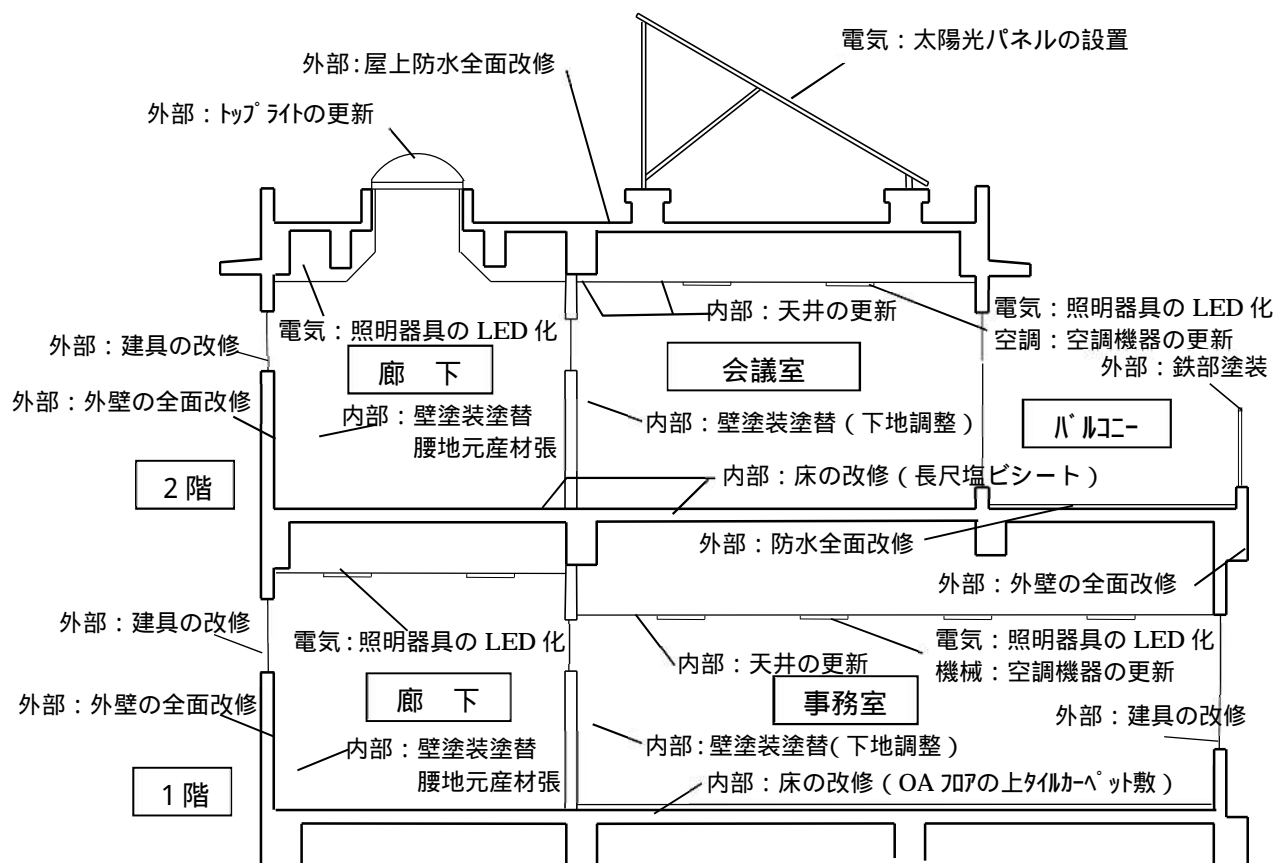 電気：太陽光パネルの設置
外部：屋上防水全面改修
外部：ﾄｯﾌﾟﾗｲﾄの更新
電気：照明器具の LED 化
内部：天井の更新
電気：照明器具の LED 化
空調：空調機器の更新
外部：建具の改修
廊　下
会議室
外部：鉄部塗装
外部：外壁の全面改修
内部：壁塗装塗替
腰地元産材張
内部：壁塗装塗替（下地調整）
ﾊﾞﾙｺﾆｰ
2 階
内部：床の改修（長尺塩ビシート）
外部：防水全面改修
外部：外壁の全面改修
外部：建具の改修
電気：照明器具の LED 化
内部：天井の更新
電気：照明器具の LED 化
機械：空調機器の更新
外部：外壁の全面改修
廊　下
事務室
外部：建具の改修
内部：壁塗装塗替
腰地元産材張
内部：壁塗装塗替（下地調整）
1 階
内部：床の改修（OA ﾌﾛｱの上ﾀｲﾙｶｰﾍﾟｯﾄ敷）